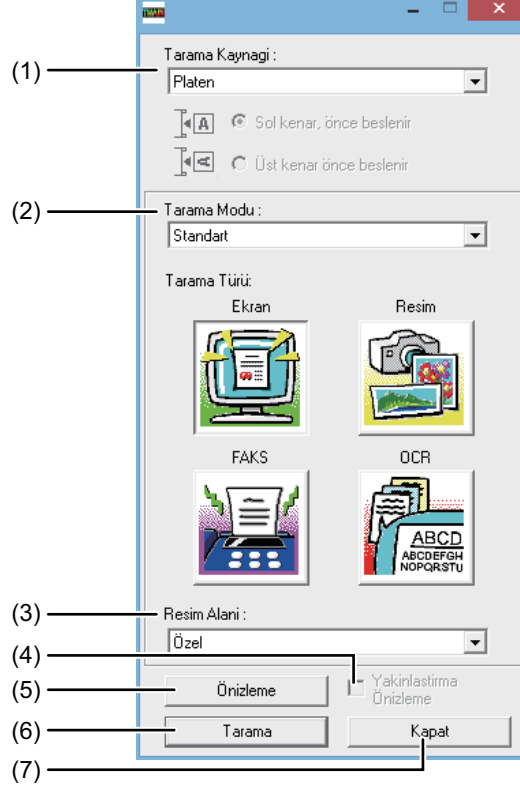 TWAIN
(1)
Tarama Kaynagi :
Platen
A
Sol kenar, önce beslenir
A
Üst kenar önce beslenir
(2)
Tarama Modu :
Standart
Tarama Türü:
Ekran
Resim
FAKS
OCR
ABCD
ABCDEFGH
NOPQRSTU
(3)
Resim Alani :
Özel
(4)
Yakinlastirma
Önizleme
(5)
Önizleme
(6)
Tarama
Kapat
(7)